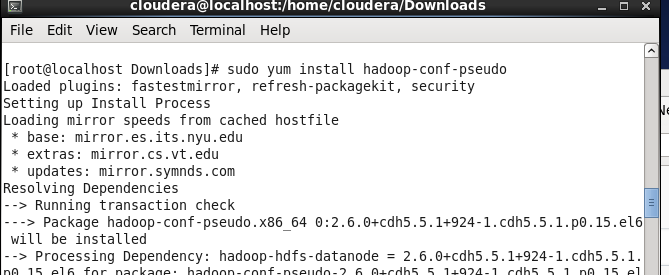 cloudera@localhost:/home/cloudera/Downloads
File Edit View Search Terminal Help
[root@localhost Downloads]# sudo yum install hadoop-conf-pseudo
Loaded plugins: fastestmirror, refresh-packagekit, security
Setting up Install Process
Loading mirror speeds from cached hostfile
 * base: mirror.es.its.nyu.edu
 * extras: mirror.cs.vt.edu
 * updates: mirror.symnds.com
Resolving Dependencies
--> Running transaction check
---> Package hadoop-conf-pseudo.x86_64 0:2.6.0+cdh5.5.1+924-1.cdh5.5.1.p0.15.el6
 will be installed
--> Processing Dependency: hadoop-hdfs-datanode = 2.6.0+cdh5.5.1+924-1.cdh5.5.1.
p0.15.el6 for package: hadoop-conf-pseudo-2.6.0+cdh5.5.1+924-1.cdh5.5.1.p0.15.el